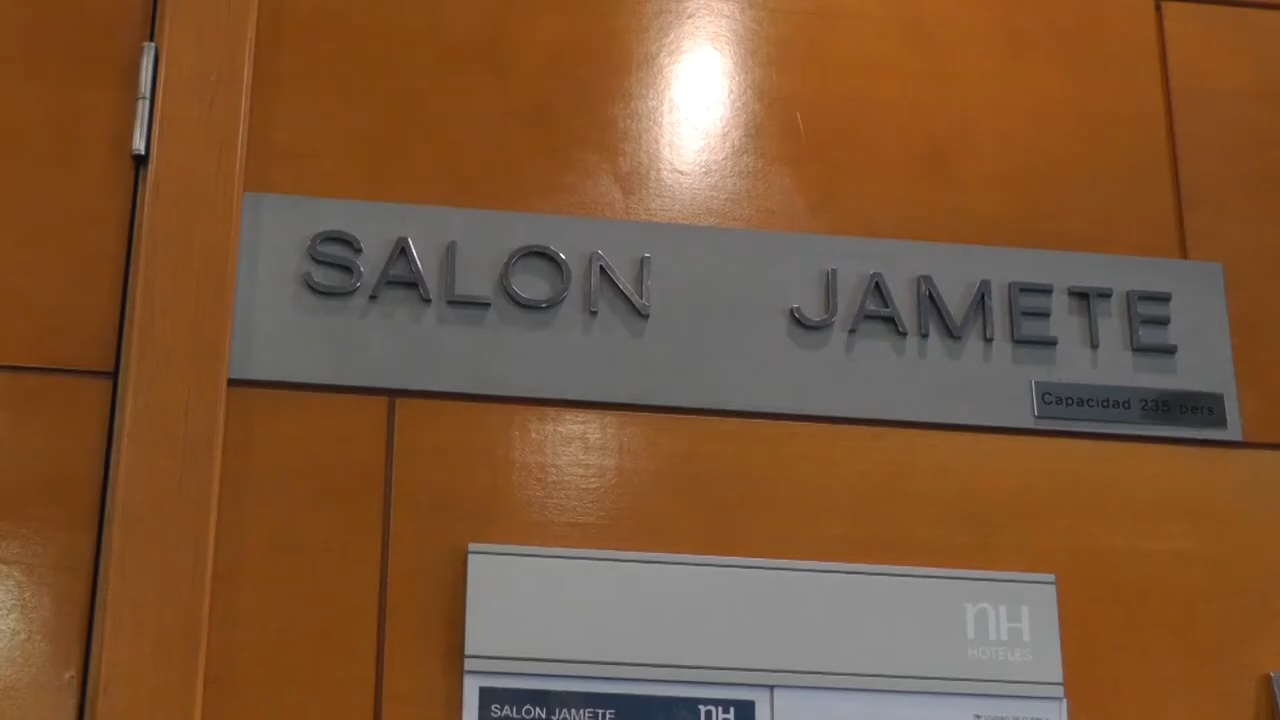 SALON JAMETE
Capacidad 235 pers
nH
HOTELES
SALÓN JAMETE nH